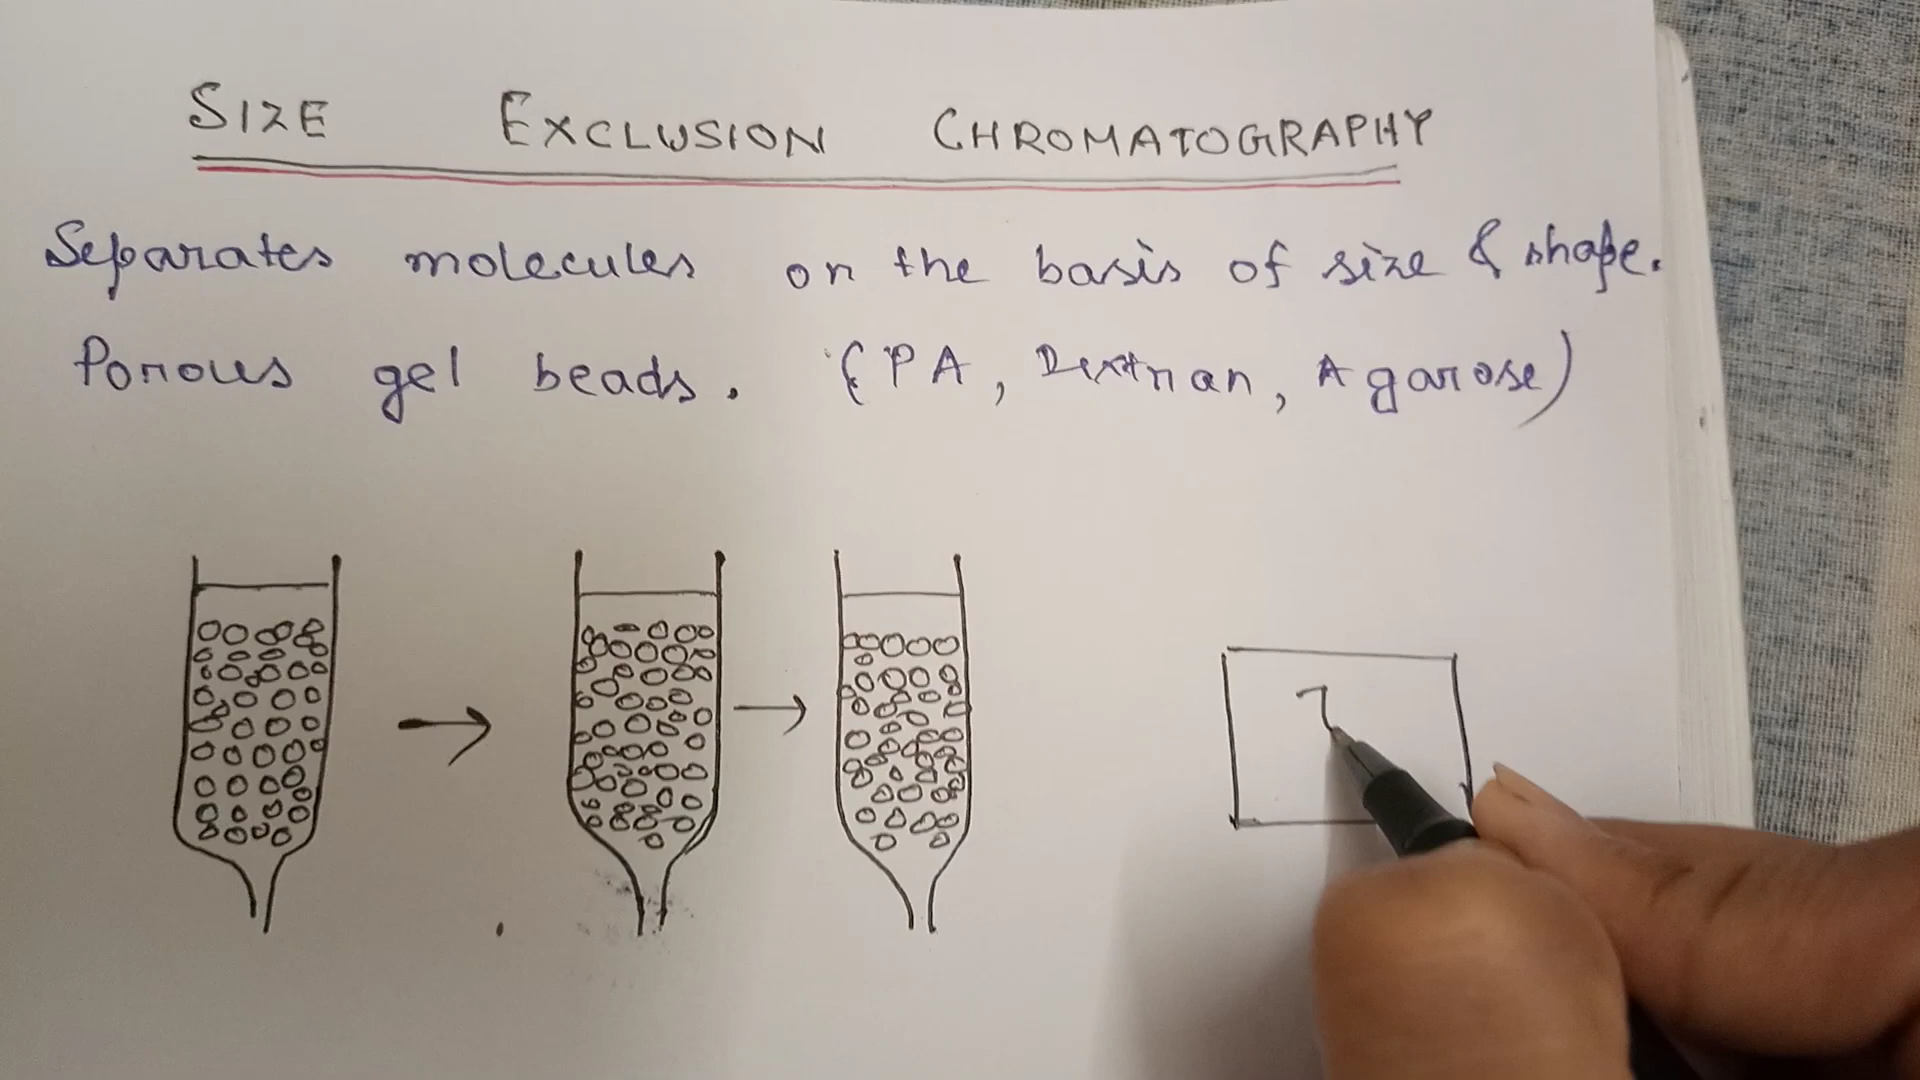 SIZE EXCLUSION CHROMATOGRAPHY
Separates molecules on the basis of size & shape.
Porous gel beads. (PA, Dextran, Agarose)